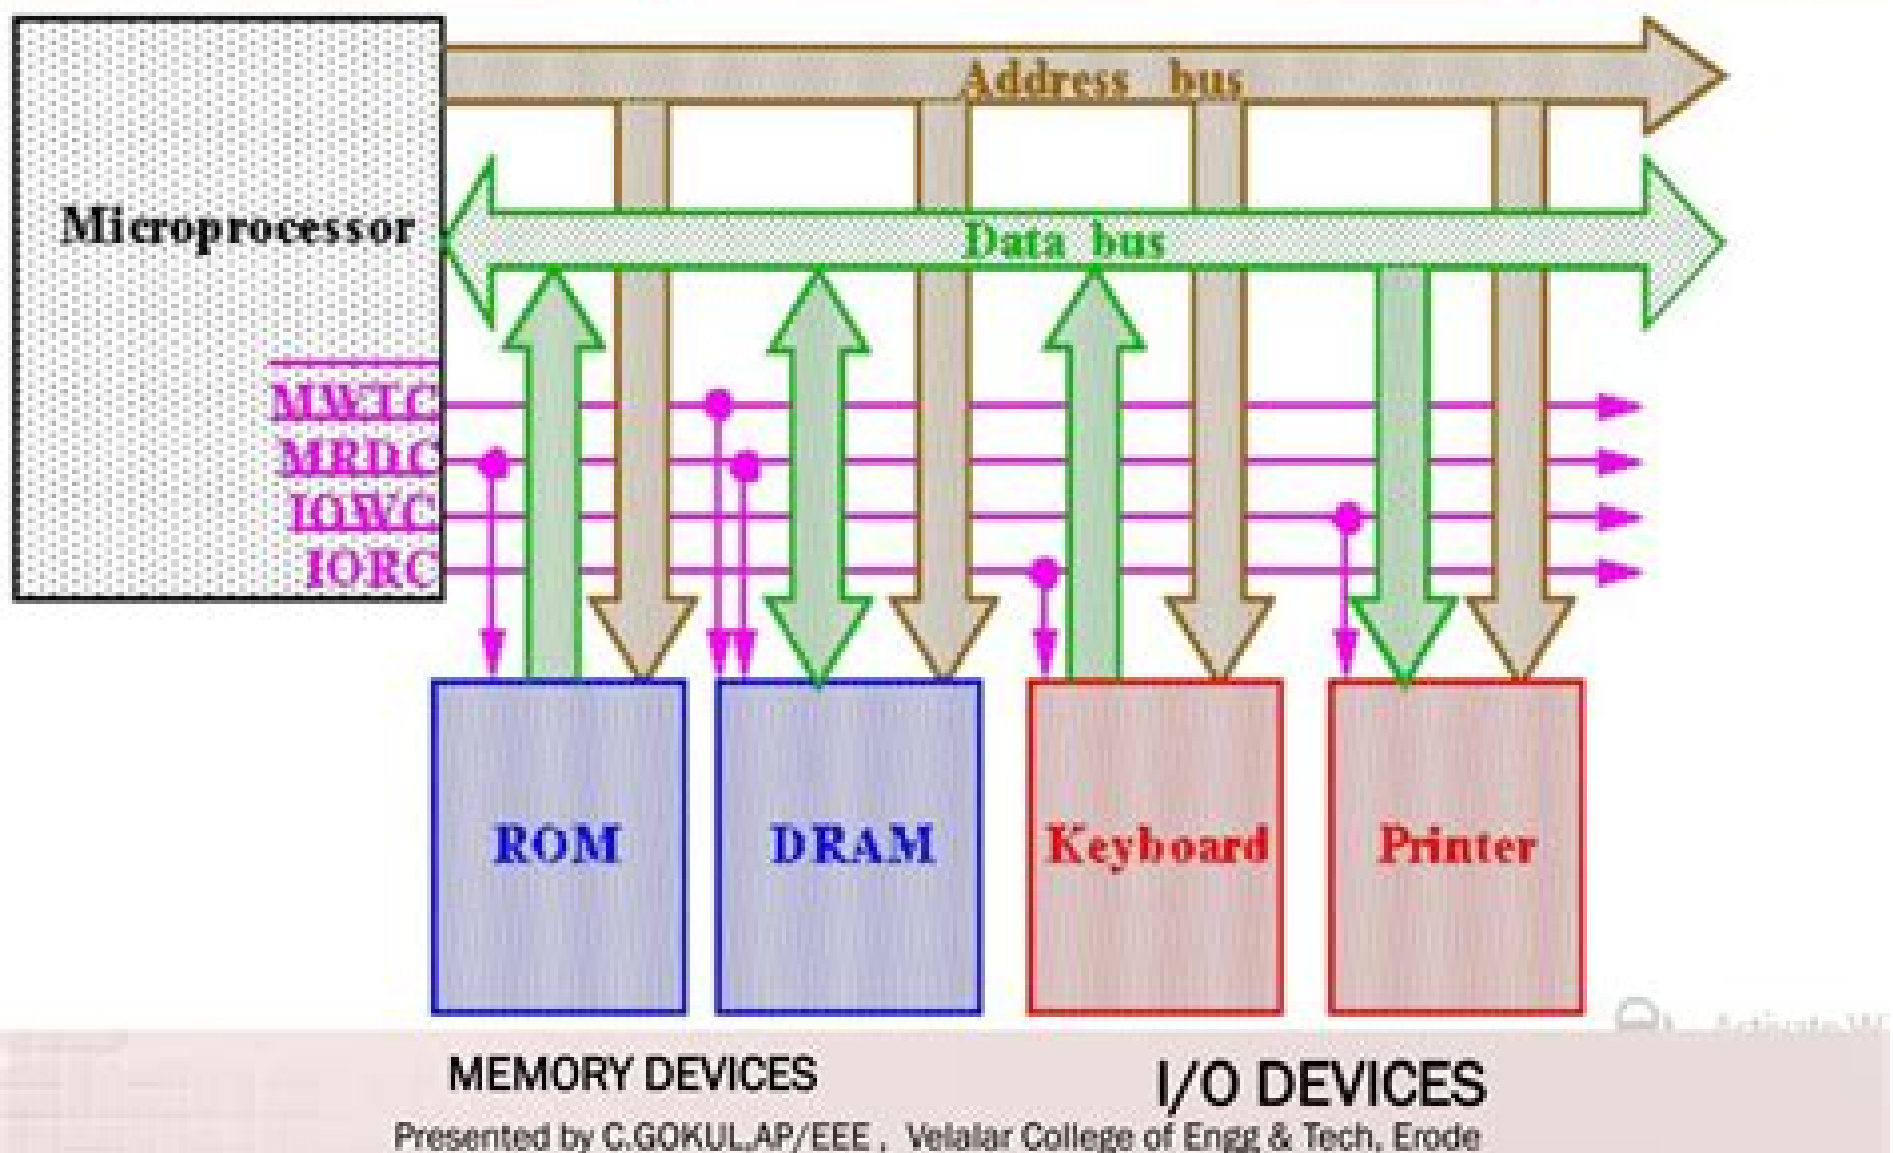 Address bus
Microprocessor
Data bus
MWTC
MRDC
IOWC
IORC
ROM DRAM Keyboard Printer
MEMORY DEVICES I/O DEVICES
Presented by C.GOKUL,AP/EEE , Velalar College of Engg & Tech, Erode